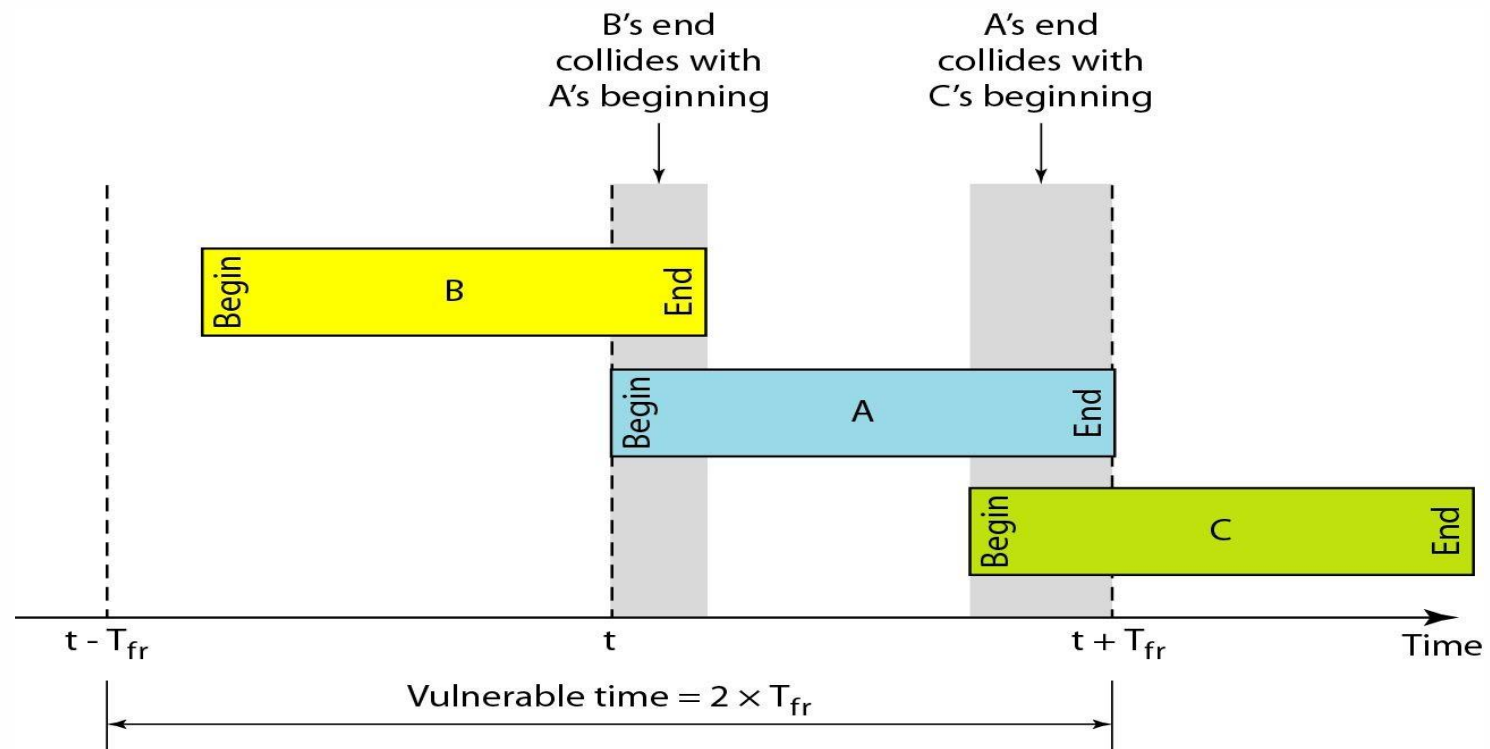 B's end
collides with
A's beginning
A's end
collides with
C's beginning
Begin
B
End
Begin
A
End
Begin
C
End
t - Tfr
t
t + Tfr
Time
Vulnerable time = 2 × Tfr